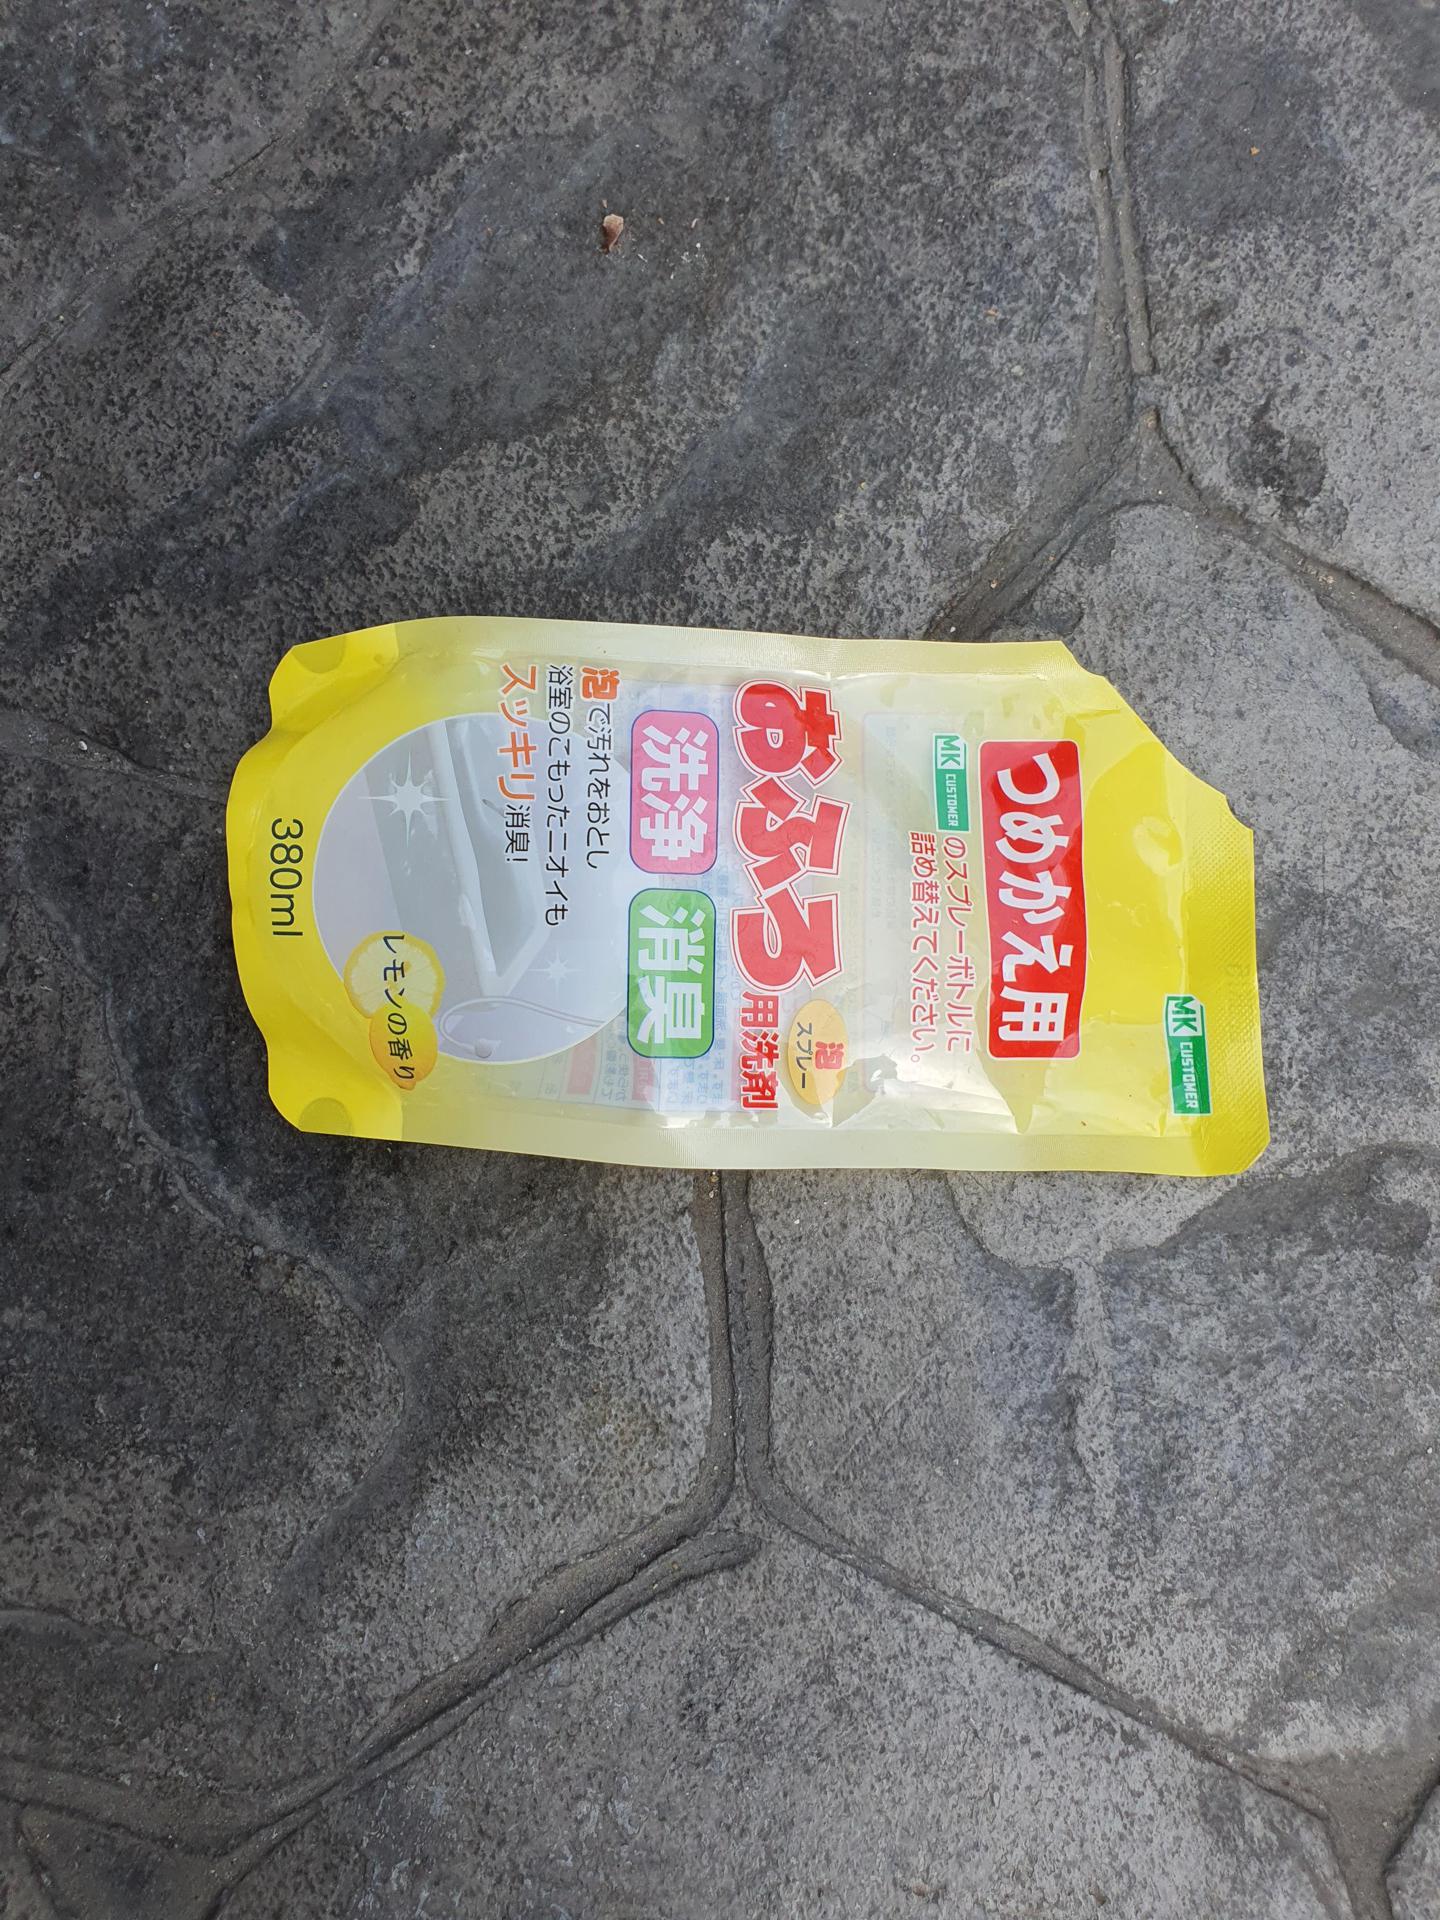 MK CUSTOMER
つめかえ用
MK CUSTOMER のスプレーボトルに
詰め替えてください。
泡
スプレー
おふろ用洗剤
洗浄 消臭
泡で汚れをおとし
浴室のこもったニオイも
スッキリ消臭!
レモンの香り
380ml